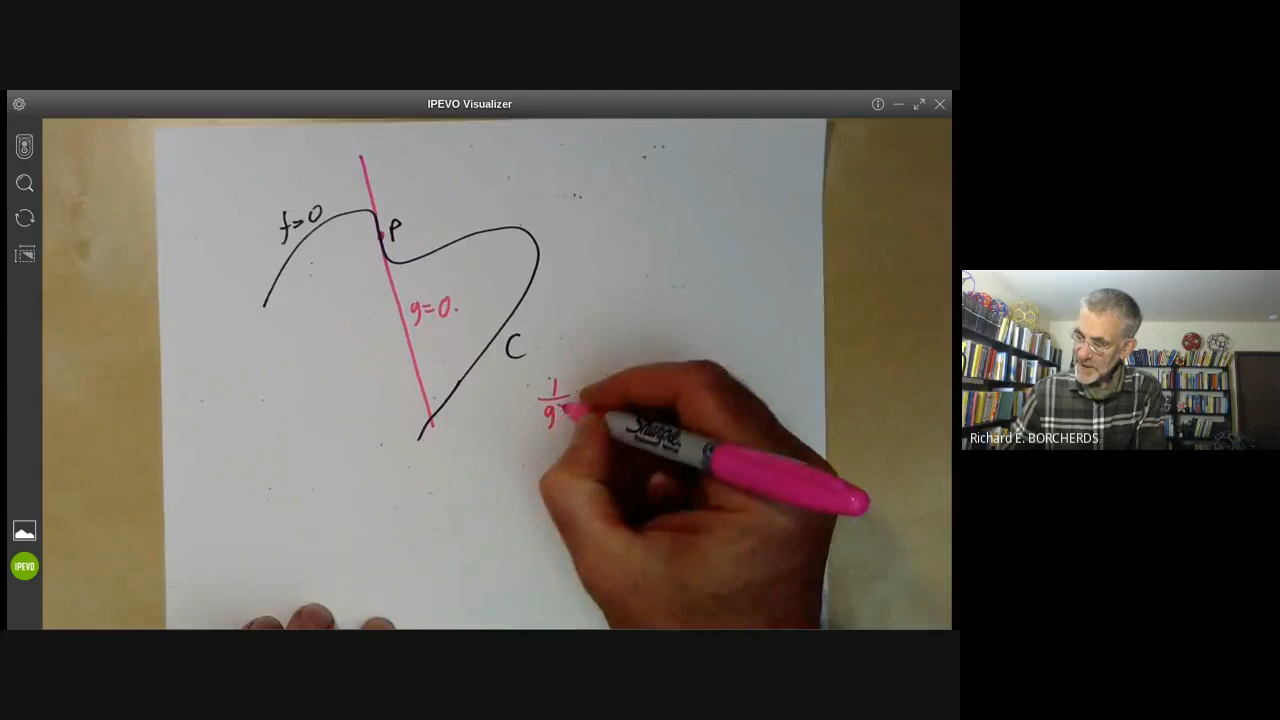 IPEVO Visualizer
f=0
P
g=0.
C
1
g
Sharpie
IPEVO
Richard E. BORCHERDS